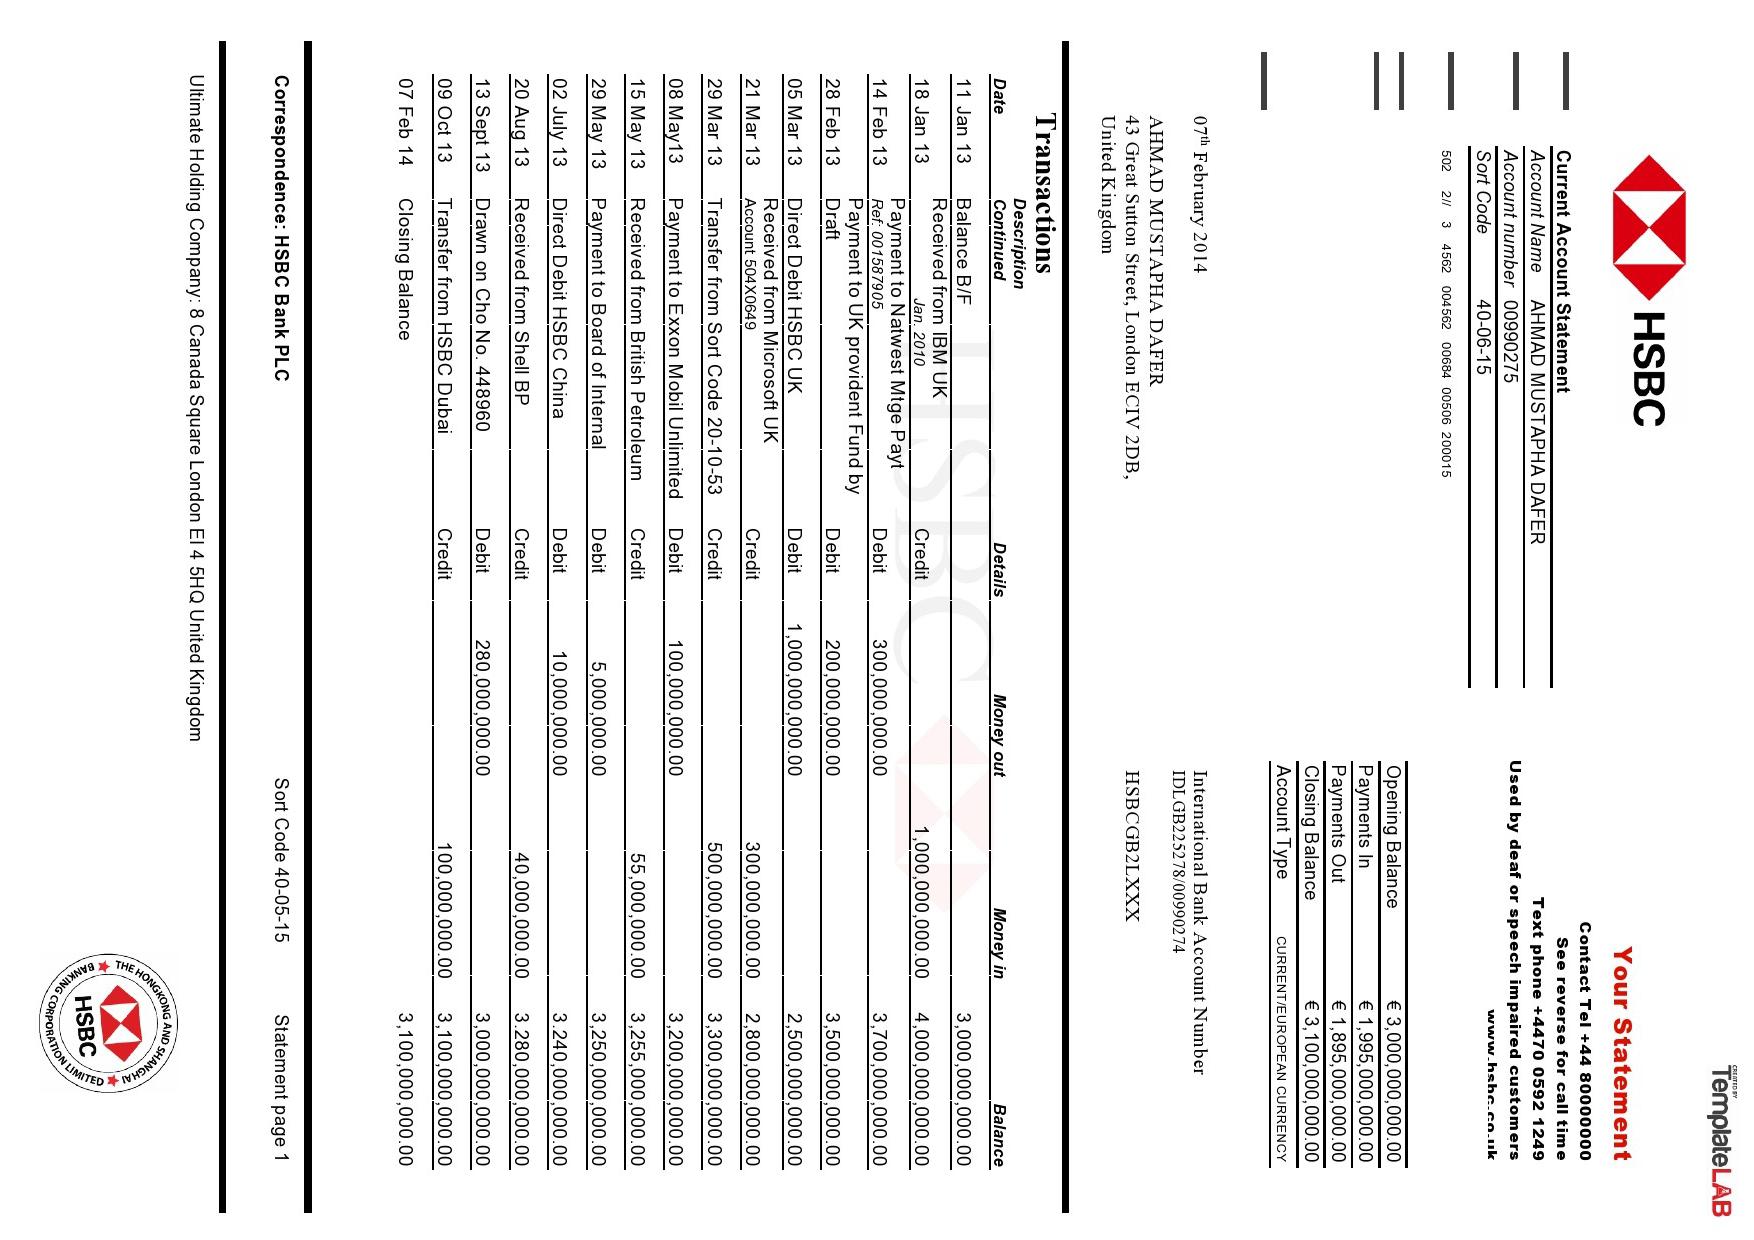 CREATED BY
TemplateLAB
HSBC
Your Statement
Contact Tel +44 80000000
See reverse for call time
Text phone +4470 0592 1249
Used by deaf or speech impaired customers
www.hsbc.co.uk
Current Account Statement
Account Name AHMAD MUSTAPHA DAFER
Account number 00990275
Sort Code 40-06-15
502 2// 3 4562 004562 00684 00506 200015
Opening Balance € 3,000,000,000.00
Payments In € 1,995,000,000.00
Payments Out € 1,895,000,000.00
Closing Balance € 3,100,000,000.00
Account Type CURRENT/EUROPEAN CURRENCY
07th February 2014
International Bank Account Number
IDLGB225278/00990274
AHMAD MUSTAPHA DAFER
43 Great Sutton Street, London ECIV 2DB,
United Kingdom
HSBCGB2LXXX
Transactions
Date Description Continued Details Money out Money in Balance
11 Jan 13 Balance B/F 3,000,000,000.00
18 Jan 13 Received from IBM UK Jan. 2010 Credit 1,000,000,000.00 4,000,000,000.00
14 Feb 13 Payment to Natwest Mtge Payt Ref: 001587905 Debit 300,000,000.00 3,700,000,000.00
28 Feb 13 Payment to UK provident Fund by Draft Debit 200,000,000.00 3,500,000,000.00
05 Mar 13 Direct Debit HSBC UK Debit 1,000,000,000.00 2,500,000,000.00
21 Mar 13 Received from Microsoft UK Account 504X0649 Credit 300,000,000.00 2,800,000,000.00
29 Mar 13 Transfer from Sort Code 20-10-53 Credit 500,000,000.00 3,300,000,000.00
08 May13 Payment to Exxon Mobil Unlimited Debit 100,000,000.00 3,200,000,000.00
15 May 13 Received from British Petroleum Credit 55,000,000.00 3,255,000,000.00
29 May 13 Payment to Board of Internal Debit 5,000,000.00 3,250,000,000.00
02 July 13 Direct Debit HSBC China Debit 10,000,000.00 3.240,000,000.00
20 Aug 13 Received from Shell BP Credit 40,000,000.00 3.280,000,000.00
13 Sept 13 Drawn on Cho No. 448960 Debit 280,000,000.00 3,000,000,000.00
09 Oct 13 Transfer from HSBC Dubai Credit 100,000,000.00 3,100,000,000.00
07 Feb 14 Closing Balance 3,100,000,000.00
HSBC
Correspondence: HSBC Bank PLC Sort Code 40-05-15 Statement page 1
Ultimate Holding Company: 8 Canada Square London EI 4 5HQ United Kingdom
THE HONGKONG AND SHANGHAI
BANKING CORPORATION LIMITED
HSBC